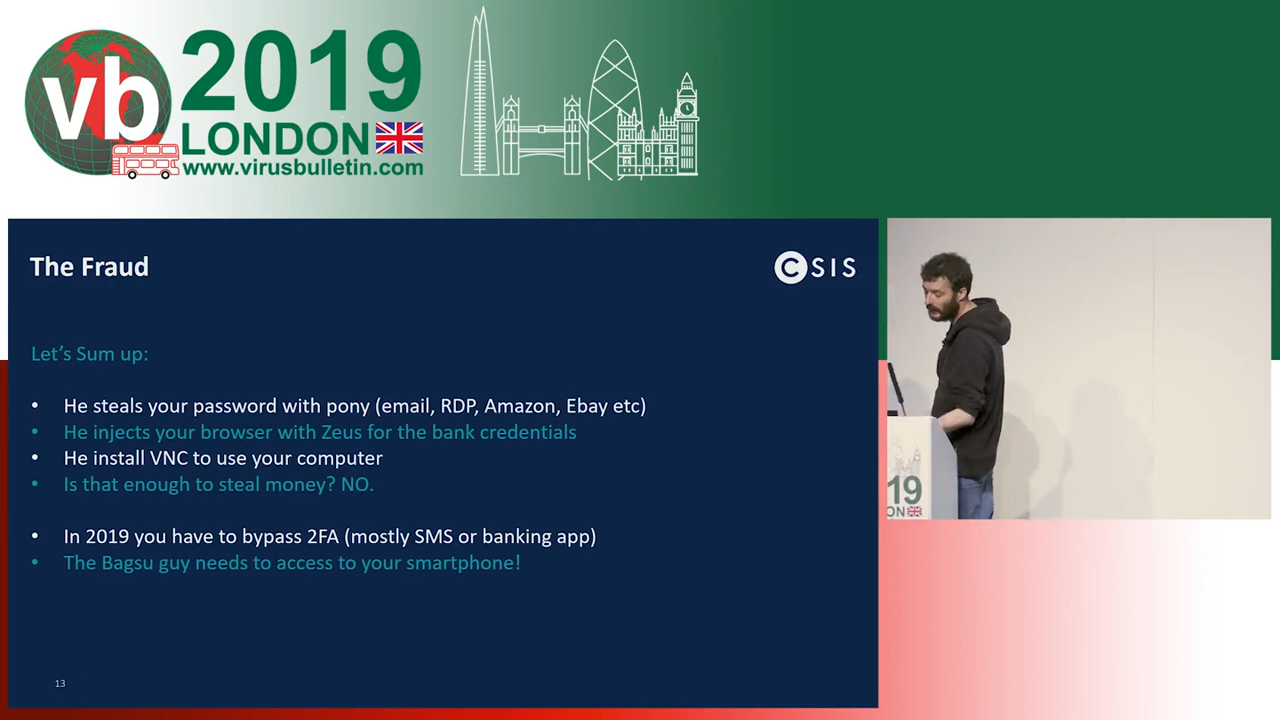 vb
2019
LONDON
www.virusbulletin.com
The Fraud
CSIS
Let's Sum up:
• He steals your password with pony (email, RDP, Amazon, Ebay etc)
• He injects your browser with Zeus for the bank credentials
• He install VNC to use your computer
• Is that enough to steal money? NO.
• In 2019 you have to bypass 2FA (mostly SMS or banking app)
• The Bagsu guy needs to access to your smartphone!
13
19
ON